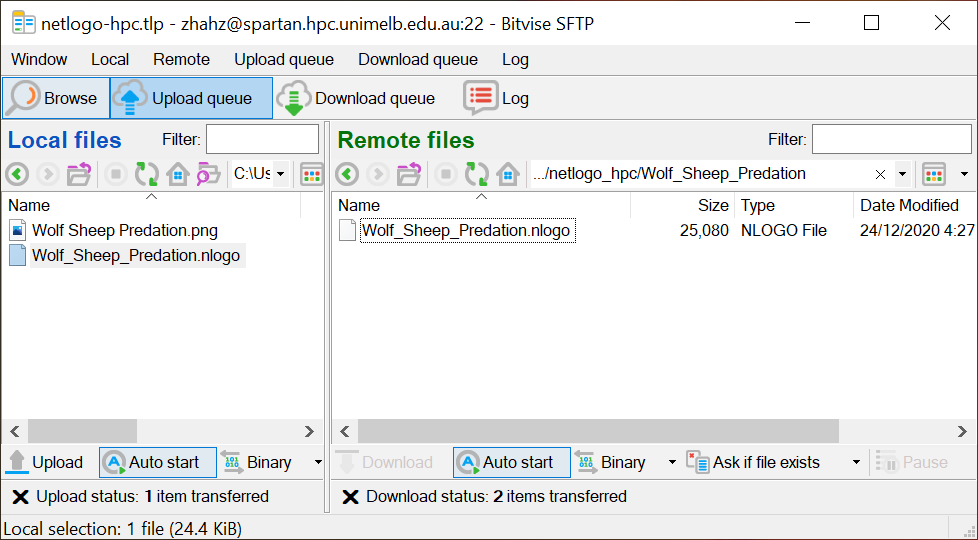 netlogo-hpc.tlp - zhahz@spartan.hpc.unimelb.edu.au:22 - Bitvise SFTP
Window Local Remote Upload queue Download queue Log
Browse Upload queue Download queue Log
Local files Filter:
C:\Us
Name
Wolf Sheep Predation.png
Wolf_Sheep_Predation.nlogo
Upload Auto start Binary
Upload status: 1 item transferred
Remote files Filter:
.../netlogo_hpc/Wolf_Sheep_Predation
Name Size Type Date Modified
Wolf_Sheep_Predation.nlogo 25,080 NLOGO File 24/12/2020 4:27
Download Auto start Binary Ask if file exists Pause
Download status: 2 items transferred
Local selection: 1 file (24.4 KiB)